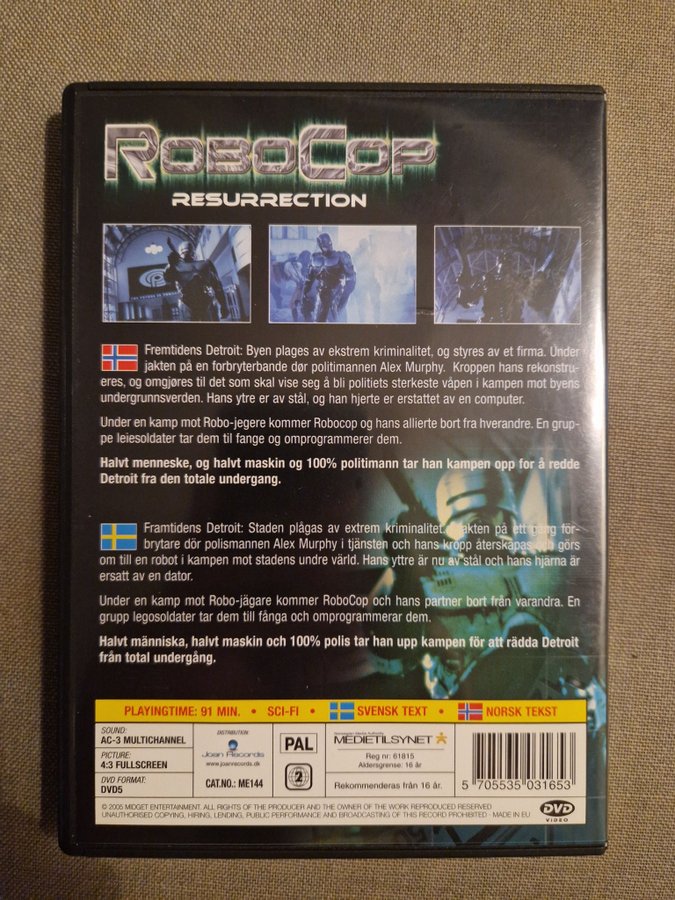 ROBOCOP
RESURRECTION
Fremtidens Detroit: Byen plages av ekstrem kriminalitet, og styres av et firma. Under
jakten på en forbryterbande dør politimannen Alex Murphy. Kroppen hans rekonstru-
eres, og omgjøres til det som skal vise seg å bli politiets sterkeste våpen i kampen mot byens
undergrunnsverden. Hans ytre er av stål, og han hjerte er erstattet av en computer.
Under en kamp mot Robo-jegere kommer Robocop og hans allierte bort fra hverandre. En grup-
pe leiesoldater tar dem til fange og omprogrammerer dem.
Halvt menneske, og halvt maskin og 100% politimann tar han kampen opp for å redde
Detroit fra den totale undergang.
Framtidens Detroit: Staden plågas av extrem kriminalitet. I jakten på ett gäng för-
brytare dör polismannen Alex Murphy i tjänsten och hans kropp återskapas och görs
om till en robot i kampen mot stadens undre värld. Hans yttre är nu av stål och hans hjärna är
ersatt av en dator.
Under en kamp mot Robo-jägare kommer RoboCop och hans partner bort från varandra. En
grupp legosoldater tar dem till fånga och omprogrammerar dem.
Halvt människa, halvt maskin och 100% polis tar han upp kampen för att rädda Detroit
från total undergång.
PLAYINGTIME: 91 MIN. • SCI-FI • SVENSK TEXT • NORSK TEKST
SOUND:
AC-3 MULTICHANNEL
PICTURE:
4:3 FULLSCREEN
DVD FORMAT:
DVD5
DISTRIBUTION:
Joan Records
www.joanrecords.dk
CAT.NO.: ME144
PAL
2
Norwegian Media Authority
MEDIETILSYNET
Reg nr: 61815
Aldersgrense: 16 år
Rekommenderas från 16 år.
5 705535 031653
© 2005 MIDGET ENTERTAINMENT. ALL RIGHTS OF THE PRODUCER AND THE OWNER OF THE WORK REPRODUCED RESERVED
UNAUTHORISED COPYING, HIRING, LENDING, PUBLIC PERFORMANCE AND BROADCASTING OF THIS RECORD PROHIBITED - MADE IN EU
DVD
VIDEO